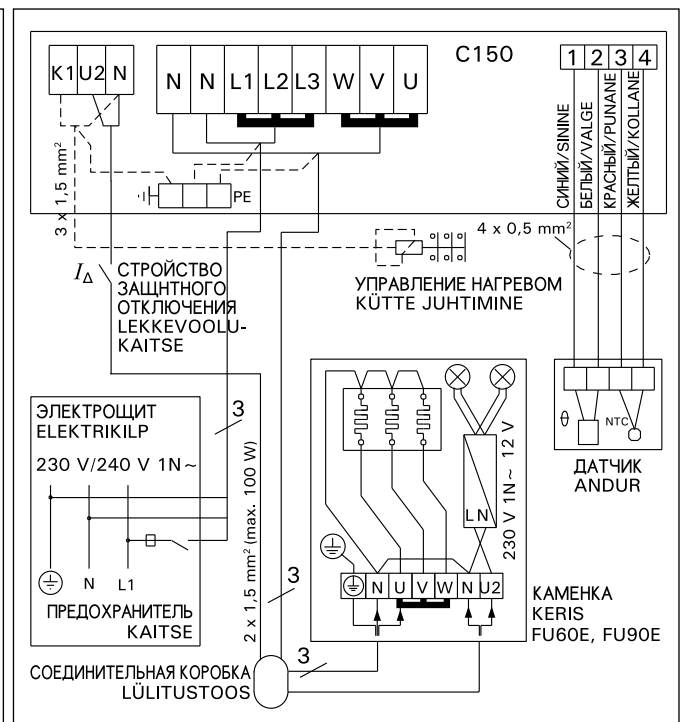 K1 U2 N
N N L1 L2 L3 W V U
C150
1 2 3 4
СИНИЙ/SININE
БЕЛЫЙ/VALGE
КРАСНЫЙ/PUNANE
ЖЕЛТЫЙ/KOLLANE
3 x 1,5 mm²
PE
4 x 0,5 mm²
I∆
СТРОЙСТВО
ЗАЩНТНОГО
ОТКЛЮЧЕНИЯ
LEKKEVOOLU-
KAITSE
УПРАВЛЕНИЕ НАГРЕВОМ
KÜTTE JUHTIMINE
ЭЛЕКТРОЩИТ
ELEKTRIKILP
230 V/240 V 1N~
N L1
ПРЕДОХРАНИТЕЛЬ
KAITSE
3
2 x 1,5 mm² (max. 100 W)
3
3
СОЕДИНИТЕЛЬНАЯ КОРОБКА
LÜLITUSTOOS
L N
230 V 1N~ 12 V
N U V W N U2
КАМЕНКА
KERIS
FU60E, FU90E
θ NTC
ДАТЧИК
ANDUR